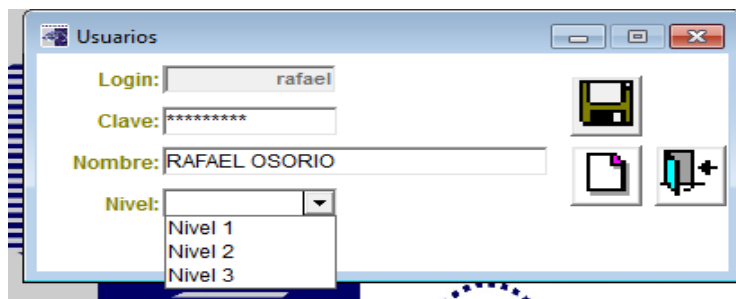 Usuarios
Login: rafael
Clave: *********
Nombre: RAFAEL OSORIO
Nivel:
Nivel 1
Nivel 2
Nivel 3